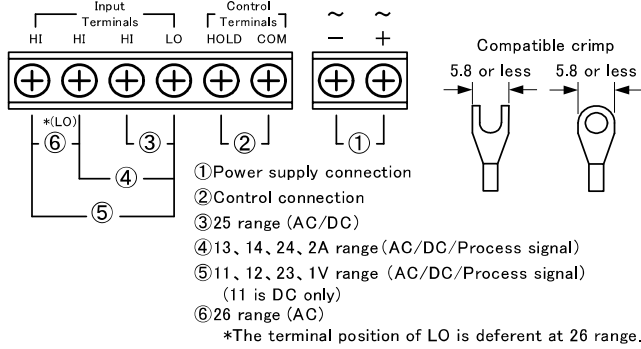 Input
Terminals
Control
Terminals
HI HI HI LO HOLD COM
~ ~
− +
*(LO)
⑥ ③ ② ①
④
⑤
Compatible crimp
5.8 or less 5.8 or less
①Power supply connection
②Control connection
③25 range (AC/DC)
④13、14、24、2A range(AC/DC/Process signal)
⑤11、12、23、1V range (AC/DC/Process signal)
(11 is DC only)
⑥26 range (AC)
*The terminal position of LO is deferent at 26 range.